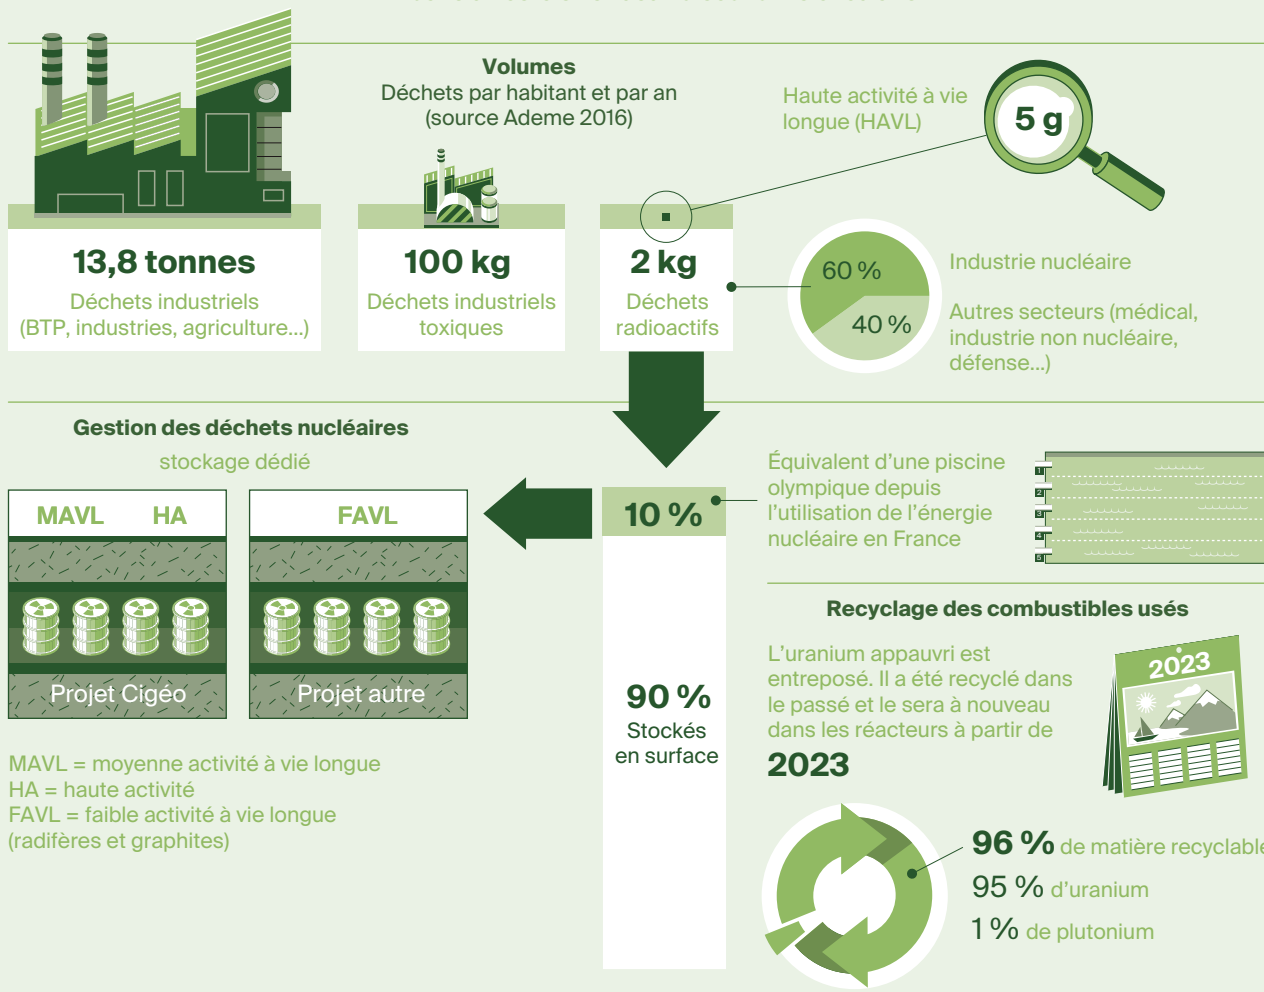 Volumes
Déchets par habitant et par an
(source Ademe 2016)
Haute activité à vie
longue (HAVL)
5 g
13,8 tonnes
Déchets industriels
(BTP, industries, agriculture...)
100 kg
Déchets industriels
toxiques
2 kg
Déchets
radioactifs
60 %
40 %
Industrie nucléaire
Autres secteurs (médical,
industrie non nucléaire,
défense...)
Gestion des déchets nucléaires
stockage dédié
MAVL HA
FAVL
Projet Cigéo
Projet autre
MAVL = moyenne activité à vie longue
HA = haute activité
FAVL = faible activité à vie longue
(radifères et graphites)
10 %
90 %
Stockés
en surface
Équivalent d'une piscine
olympique depuis
l'utilisation de l'énergie
nucléaire en France
1
2
3
4
5
Recyclage des combustibles usés
L'uranium appauvri est
entreposé. Il a été recyclé dans
le passé et le sera à nouveau
dans les réacteurs à partir de
2023
2023
96 % de matière recyclable
95 % d'uranium
1 % de plutonium